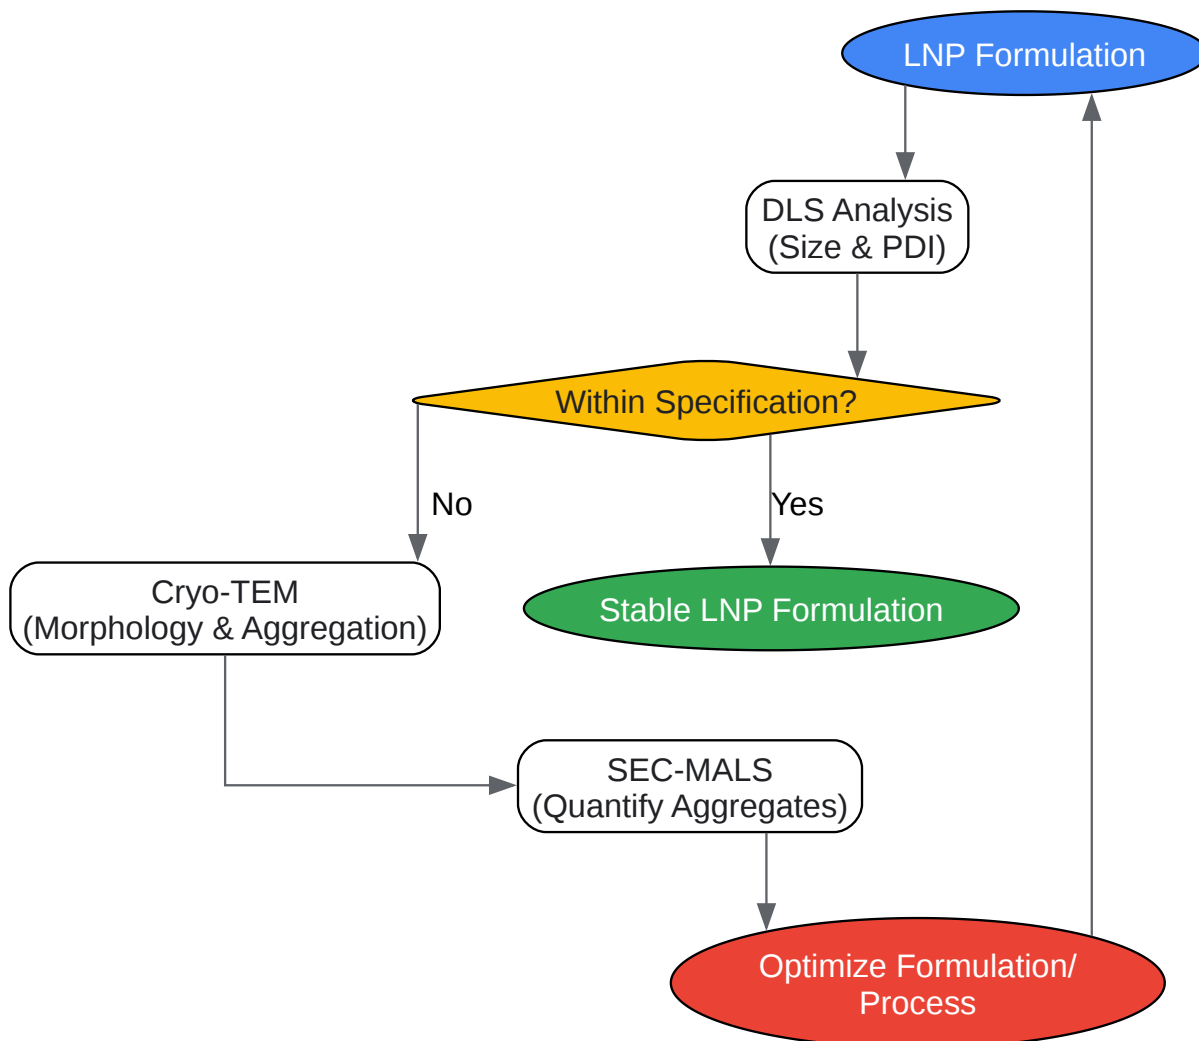 LNP Formulation
DLS Analysis
(Size & PDI)
Within Specification?
No
Yes
Cryo-TEM
(Morphology & Aggregation)
Stable LNP Formulation
SEC-MALS
(Quantify Aggregates)
Optimize Formulation/
Process